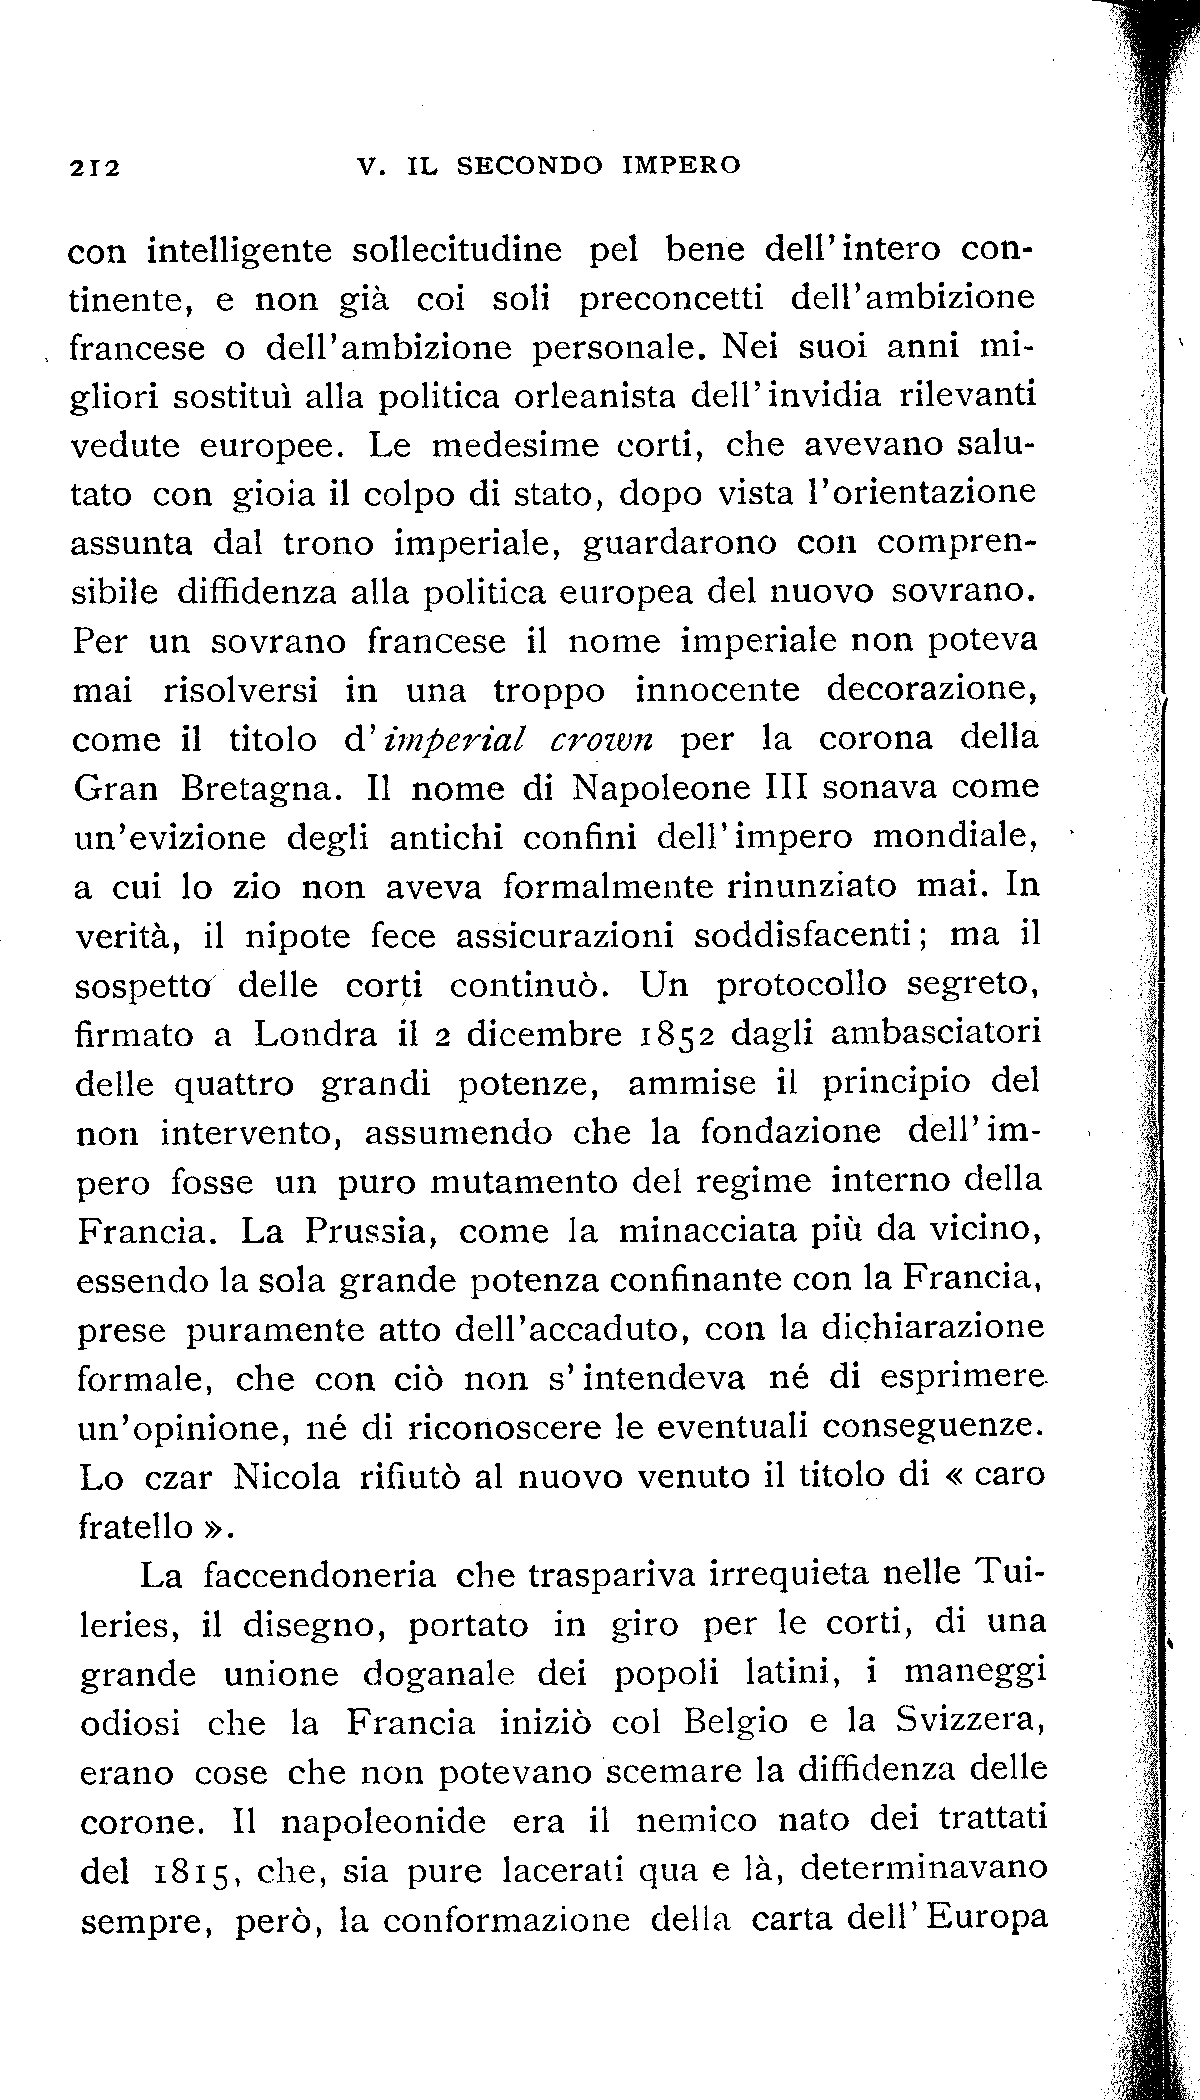 212 V. IL SECONDO IMPERO
con intelligente sollecitudine pel bene dell'intero con-
tinente, e non già coi soli preconcetti dell'ambizione
francese o dell'ambizione personale. Nei suoi anni mi-
gliori sostituì alla politica orleanista dell'invidia rilevanti
vedute europee. Le medesime corti, che avevano salu-
tato con gioia il colpo di stato, dopo vista l'orientazione
assunta dal trono imperiale, guardarono con compren-
sibile diffidenza alla politica europea del nuovo sovrano.
Per un sovrano francese il nome imperiale non poteva
mai risolversi in una troppo innocente decorazione,
come il titolo d'imperial crown per la corona della
Gran Bretagna. Il nome di Napoleone III sonava come
un'evizione degli antichi confini dell'impero mondiale,
a cui lo zio non aveva formalmente rinunziato mai. In
verità, il nipote fece assicurazioni soddisfacenti; ma il
sospetto delle corti continuò. Un protocollo segreto,
firmato a Londra il 2 dicembre 1852 dagli ambasciatori
delle quattro grandi potenze, ammise il principio del
non intervento, assumendo che la fondazione dell'im-
pero fosse un puro mutamento del regime interno della
Francia. La Prussia, come la minacciata più da vicino,
essendo la sola grande potenza confinante con la Francia,
prese puramente atto dell'accaduto, con la dichiarazione
formale, che con ciò non s'intendeva né di esprimere
un'opinione, né di riconoscere le eventuali conseguenze.
Lo czar Nicola rifiutò al nuovo venuto il titolo di « caro
fratello ».
La faccendoneria che traspariva irrequieta nelle Tui-
leries, il disegno, portato in giro per le corti, di una
grande unione doganale dei popoli latini, i maneggi
odiosi che la Francia iniziò col Belgio e la Svizzera,
erano cose che non potevano scemare la diffidenza delle
corone. Il napoleonide era il nemico nato dei trattati
del 1815, che, sia pure lacerati qua e là, determinavano
sempre, però, la conformazione della carta dell'Europa